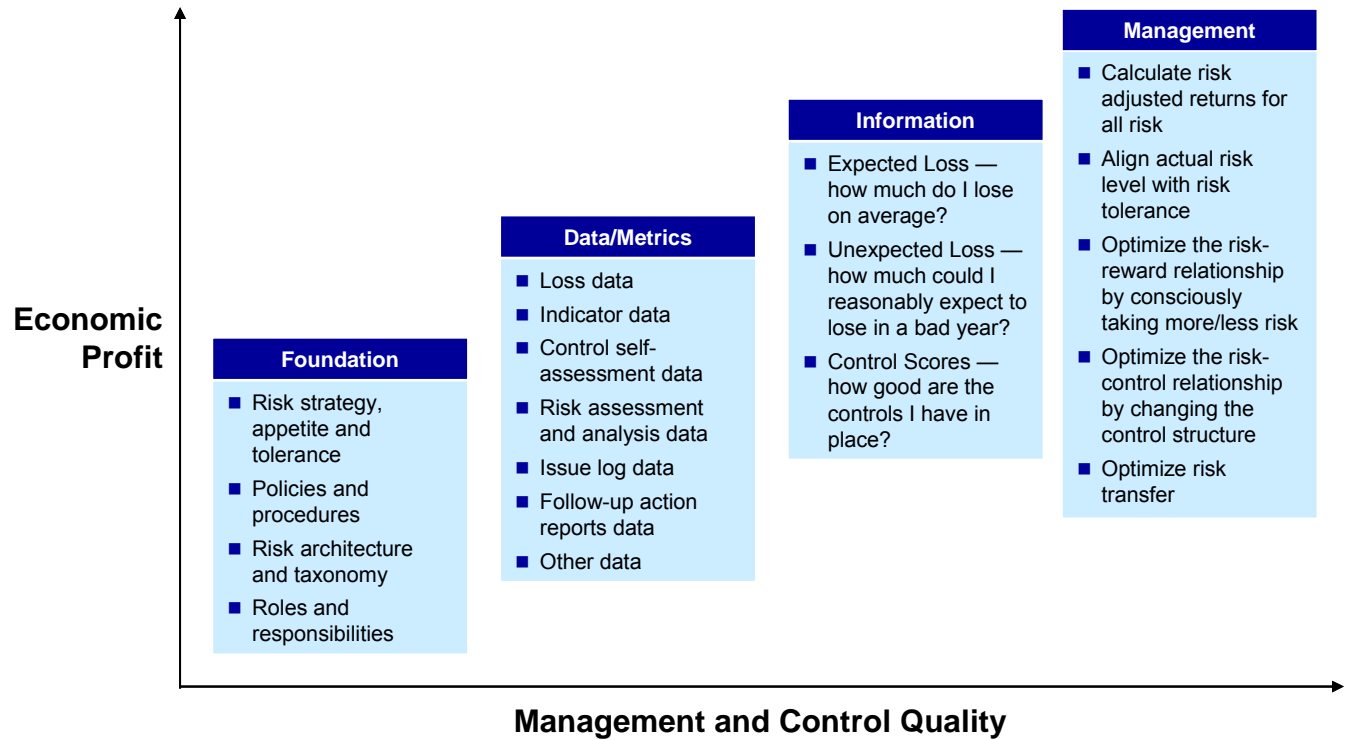 Economic
Profit
Foundation
Risk strategy,
appetite and
tolerance
Policies and
procedures
Risk architecture
and taxonomy
Roles and
responsibilities
Data/Metrics
Loss data
Indicator data
Control self-
assessment data
Risk assessment
and analysis data
Issue log data
Follow-up action
reports data
Other data
Information
Expected Loss —
how much do I lose
on average?
Unexpected Loss —
how much could I
reasonably expect to
lose in a bad year?
Control Scores —
how good are the
controls I have in
place?
Management
Calculate risk
adjusted returns for
all risk
Align actual risk
level with risk
tolerance
Optimize the risk-
reward relationship
by consciously
taking more/less risk
Optimize the risk-
control relationship
by changing the
control structure
Optimize risk
transfer
Management and Control Quality